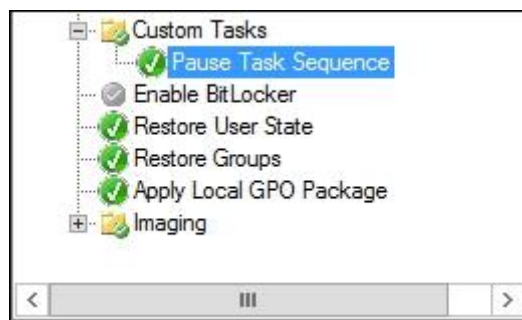 Custom Tasks
Pause Task Sequence
Enable BitLocker
Restore User State
Restore Groups
Apply Local GPO Package
Imaging